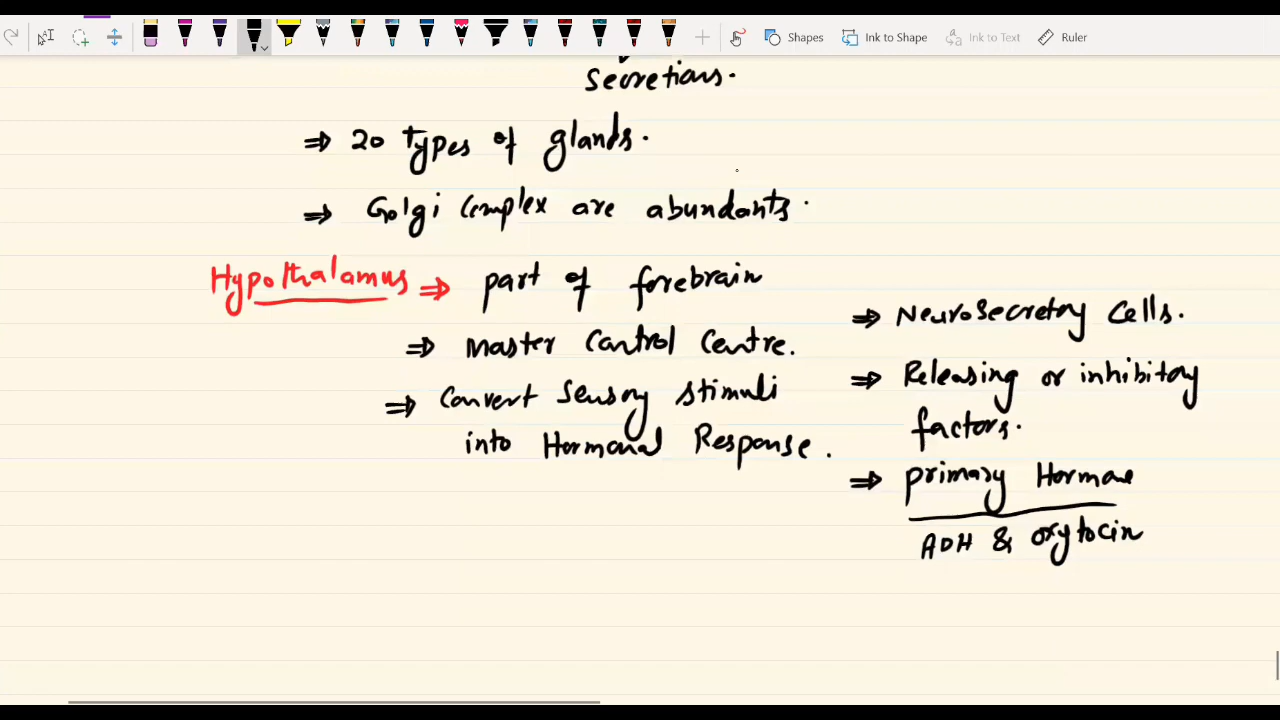 Shapes Ink to Shape Ink to Text Ruler
Secretions.
⇒ 20 types of glands.
⇒ Golgi Complex are abundants.
Hypothalamus ⇒ part of forebrain
⇒ Master Control Centre.
⇒ Convert Sensory stimuli
into Hormonal Response.
⇒ Neurosecretory Cells.
⇒ Releasing or inhibitory
factors.
⇒ primary Hormone
ADH & oxytocin